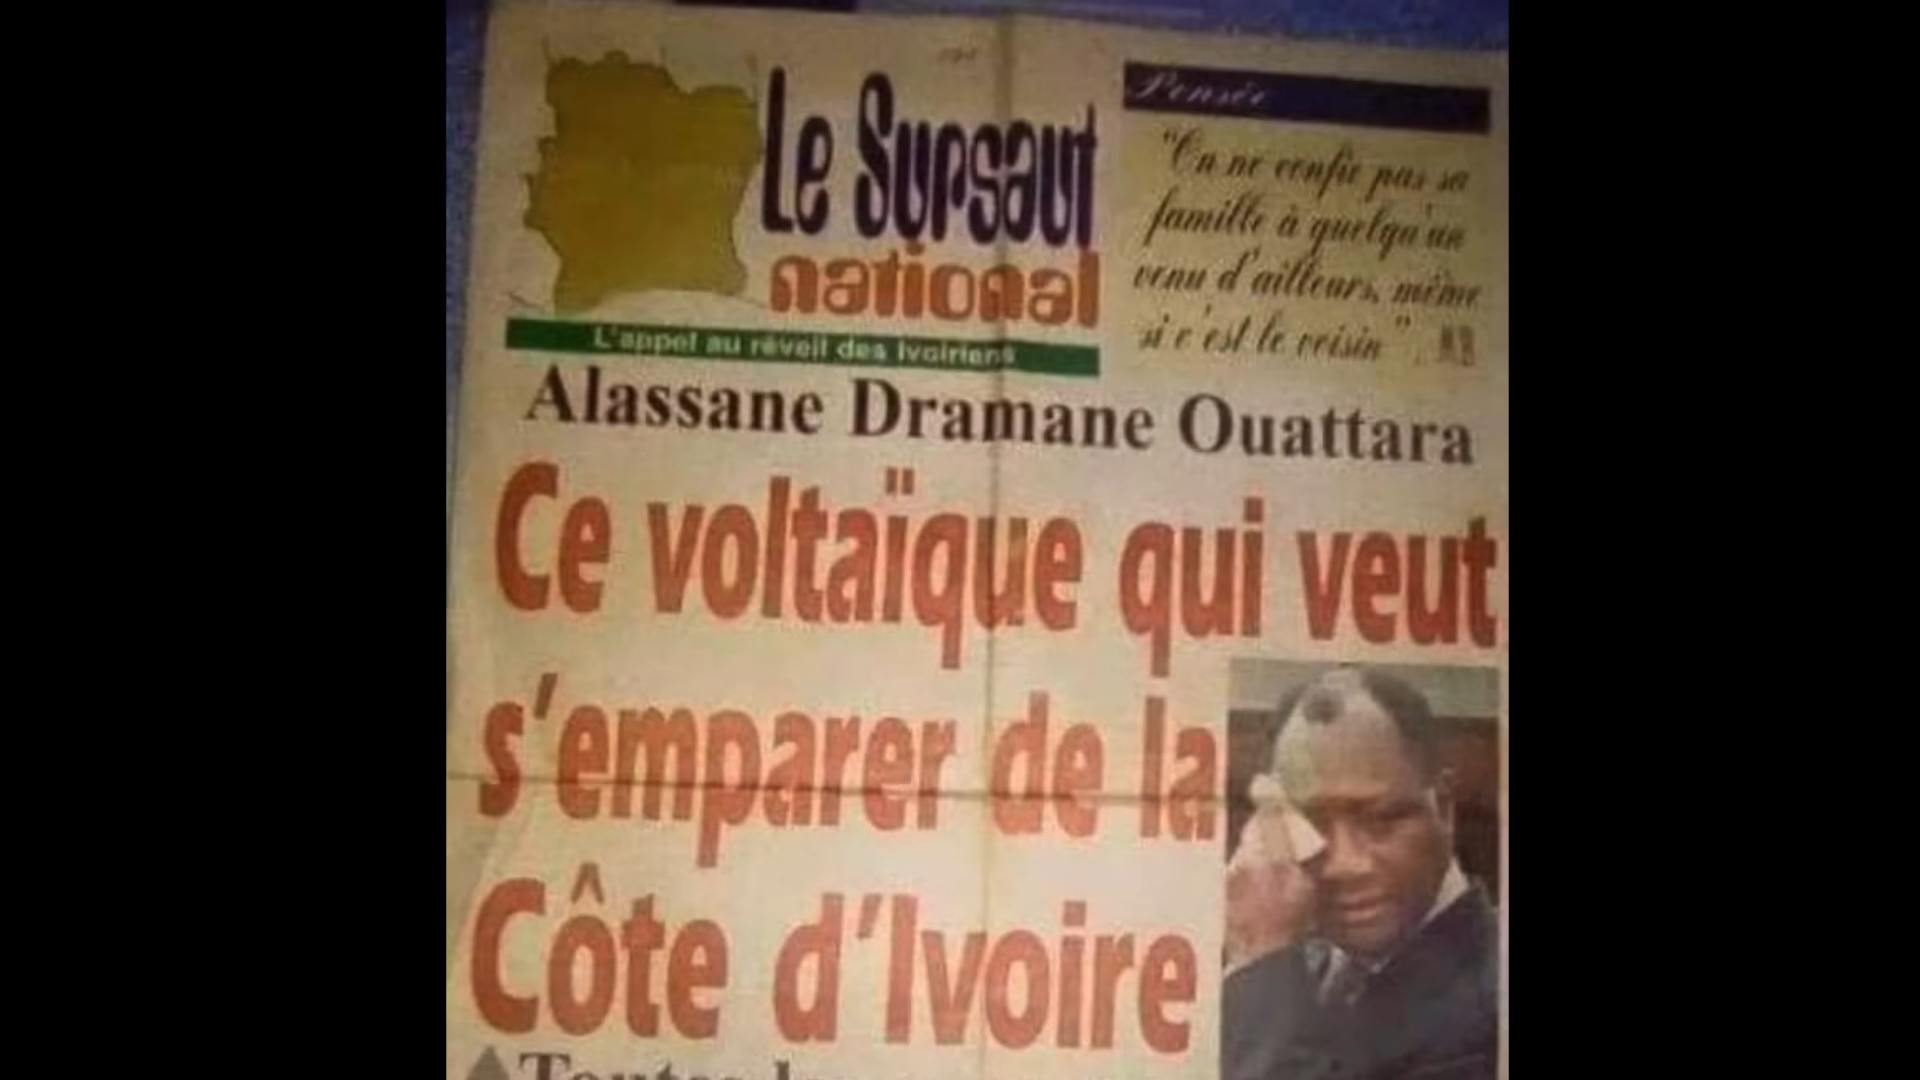 Le Sursaut
national
L'appel au réveil des Ivoiriens
Pensée
"On ne confie pas sa
famille à quelqu'un
venu d'ailleurs, même
si c'est le voisin".
Alassane Dramane Ouattara
Ce voltaïque qui veut
s'emparer de la
Côte d'Ivoire